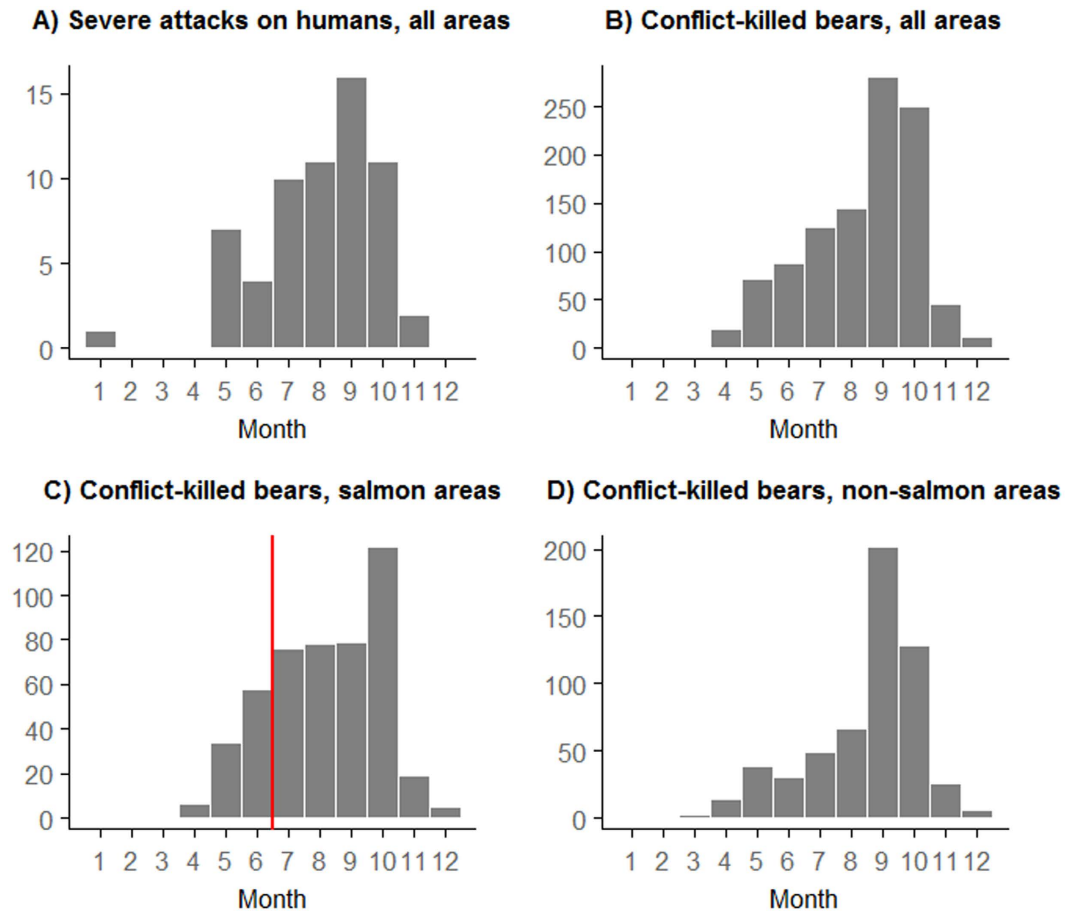 A) Severe attacks on humans, all areas
15
10
5
0
1 2 3 4 5 6 7 8 9 10 11 12
Month
B) Conflict-killed bears, all areas
250
200
150
100
50
0
1 2 3 4 5 6 7 8 9 10 11 12
Month
C) Conflict-killed bears, salmon areas
120
100
80
60
40
20
0
1 2 3 4 5 6 7 8 9 10 11 12
Month
D) Conflict-killed bears, non-salmon areas
200
150
100
50
0
1 2 3 4 5 6 7 8 9 10 11 12
Month